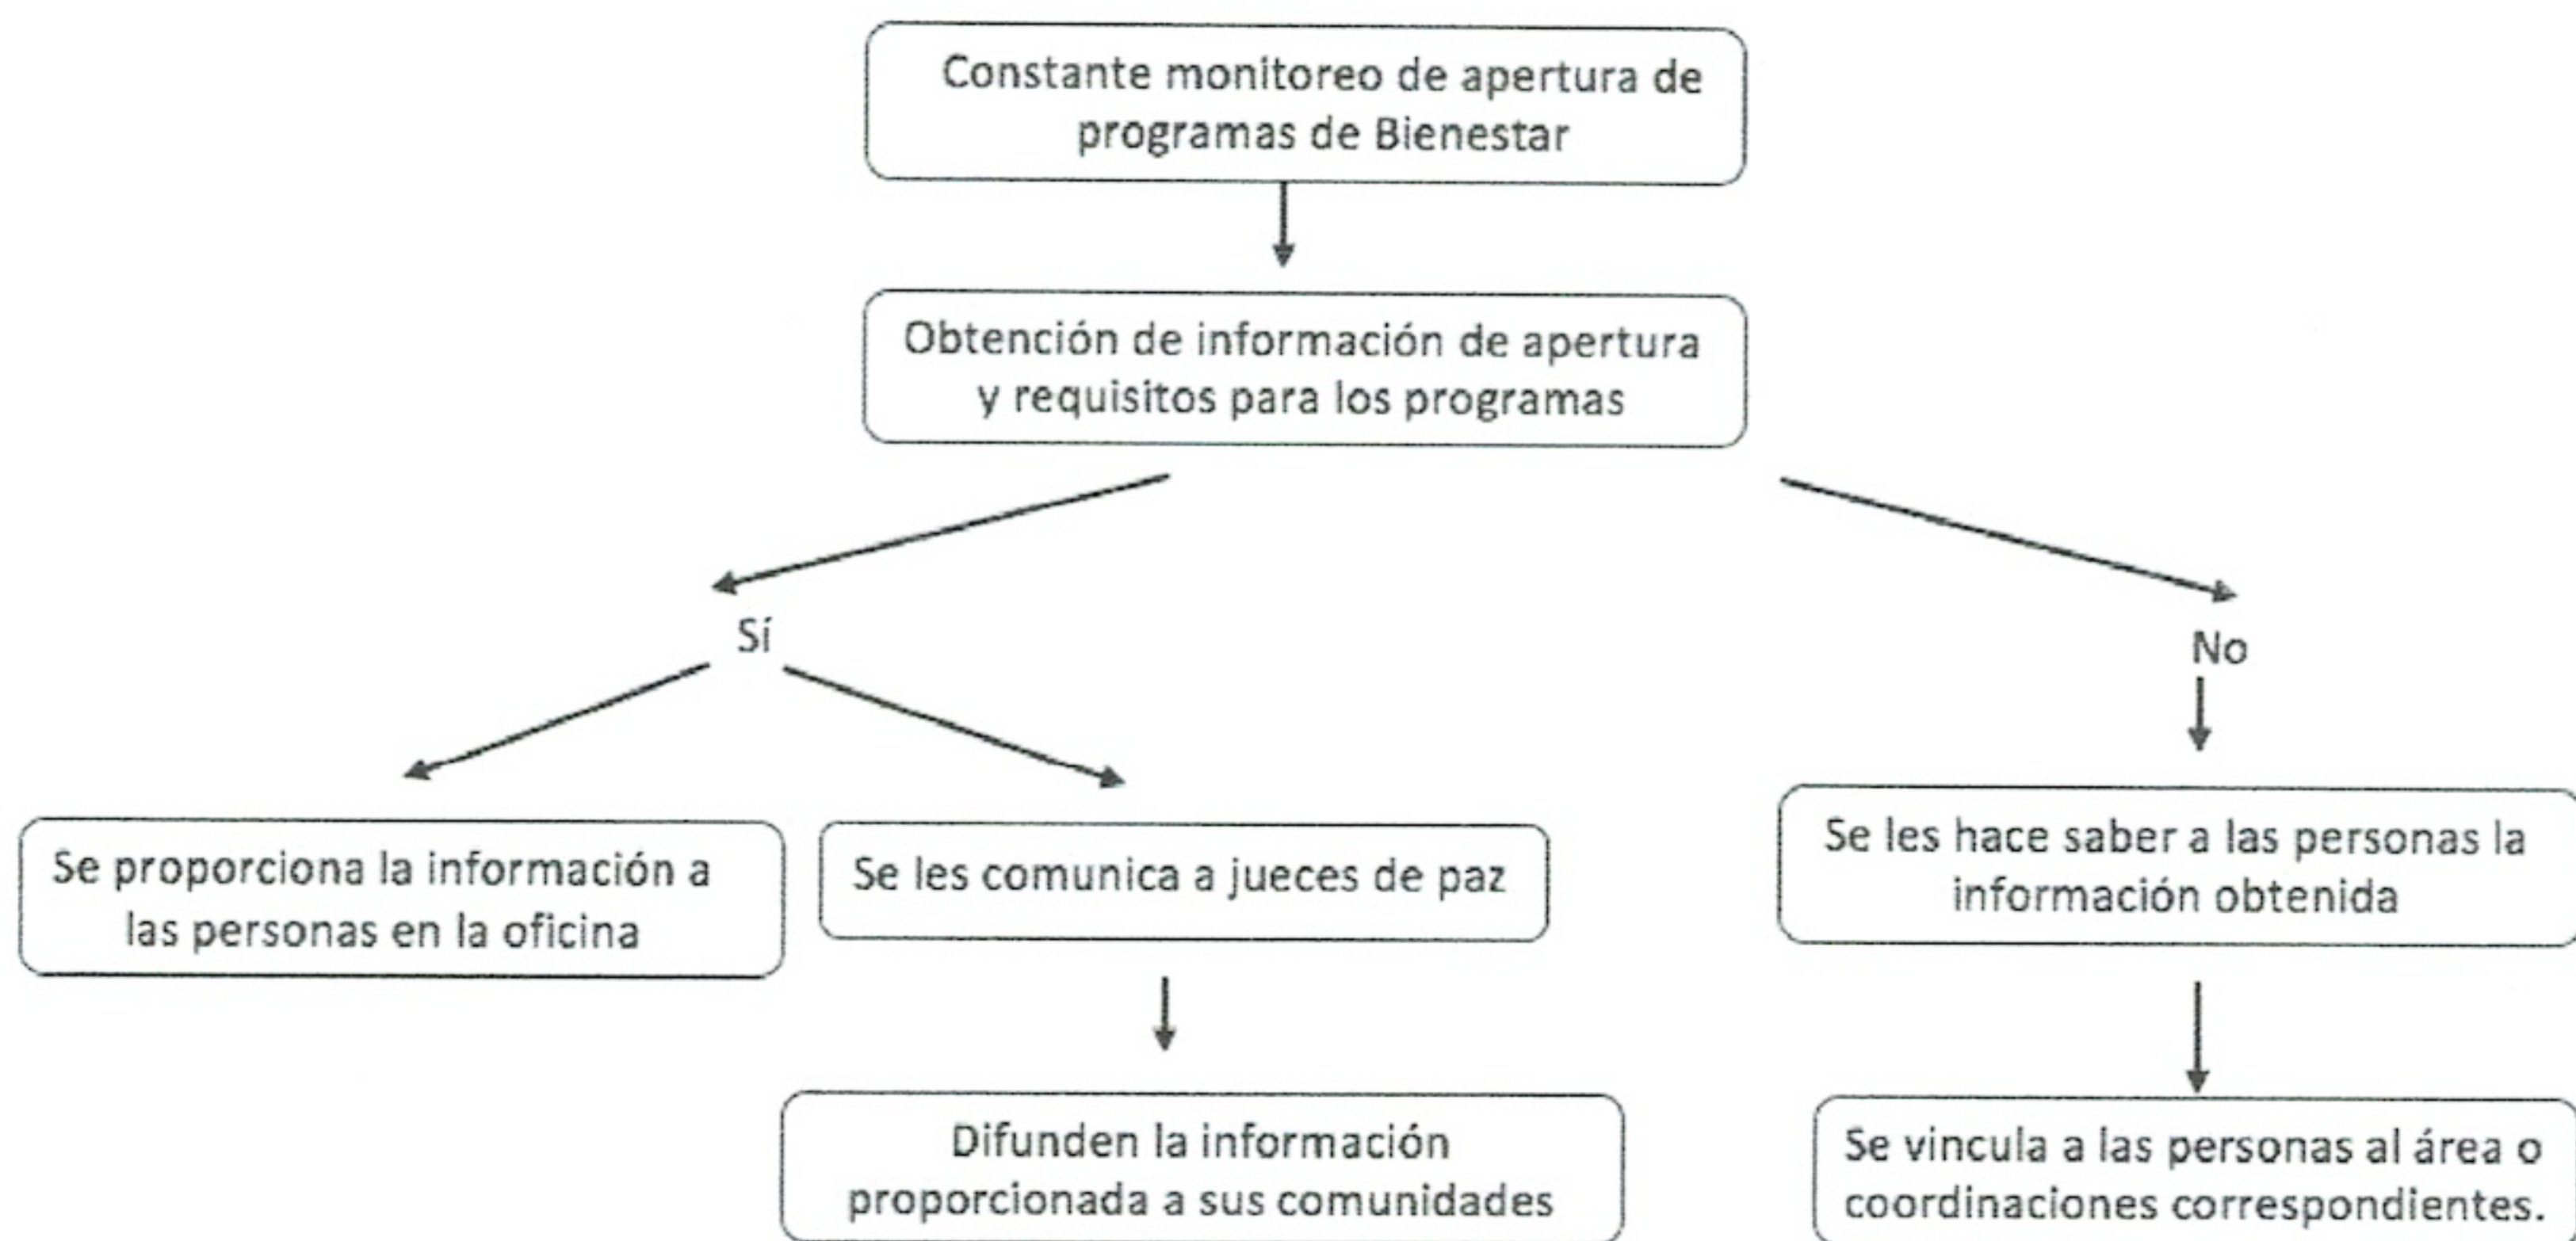 Constante monitoreo de apertura de
programas de Bienestar
Obtención de información de apertura
y requisitos para los programas
Sí
No
Se proporciona la información a
las personas en la oficina
Se les comunica a jueces de paz
Se les hace saber a las personas la
información obtenida
Difunden la información
proporcionada a sus comunidades
Se vincula a las personas al área o
coordinaciones correspondientes.